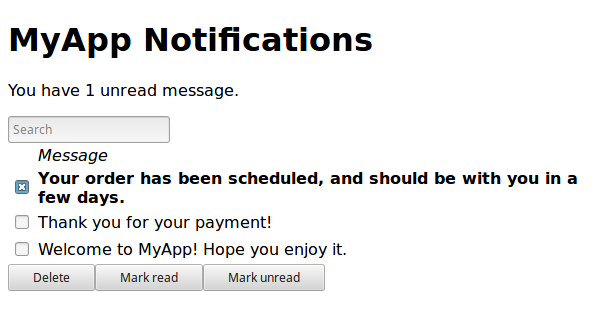 MyApp Notifications
You have 1 unread message.
Search
Message
Your order has been scheduled, and should be with you in a
few days.
Thank you for your payment!
Welcome to MyApp! Hope you enjoy it.
Delete Mark read Mark unread